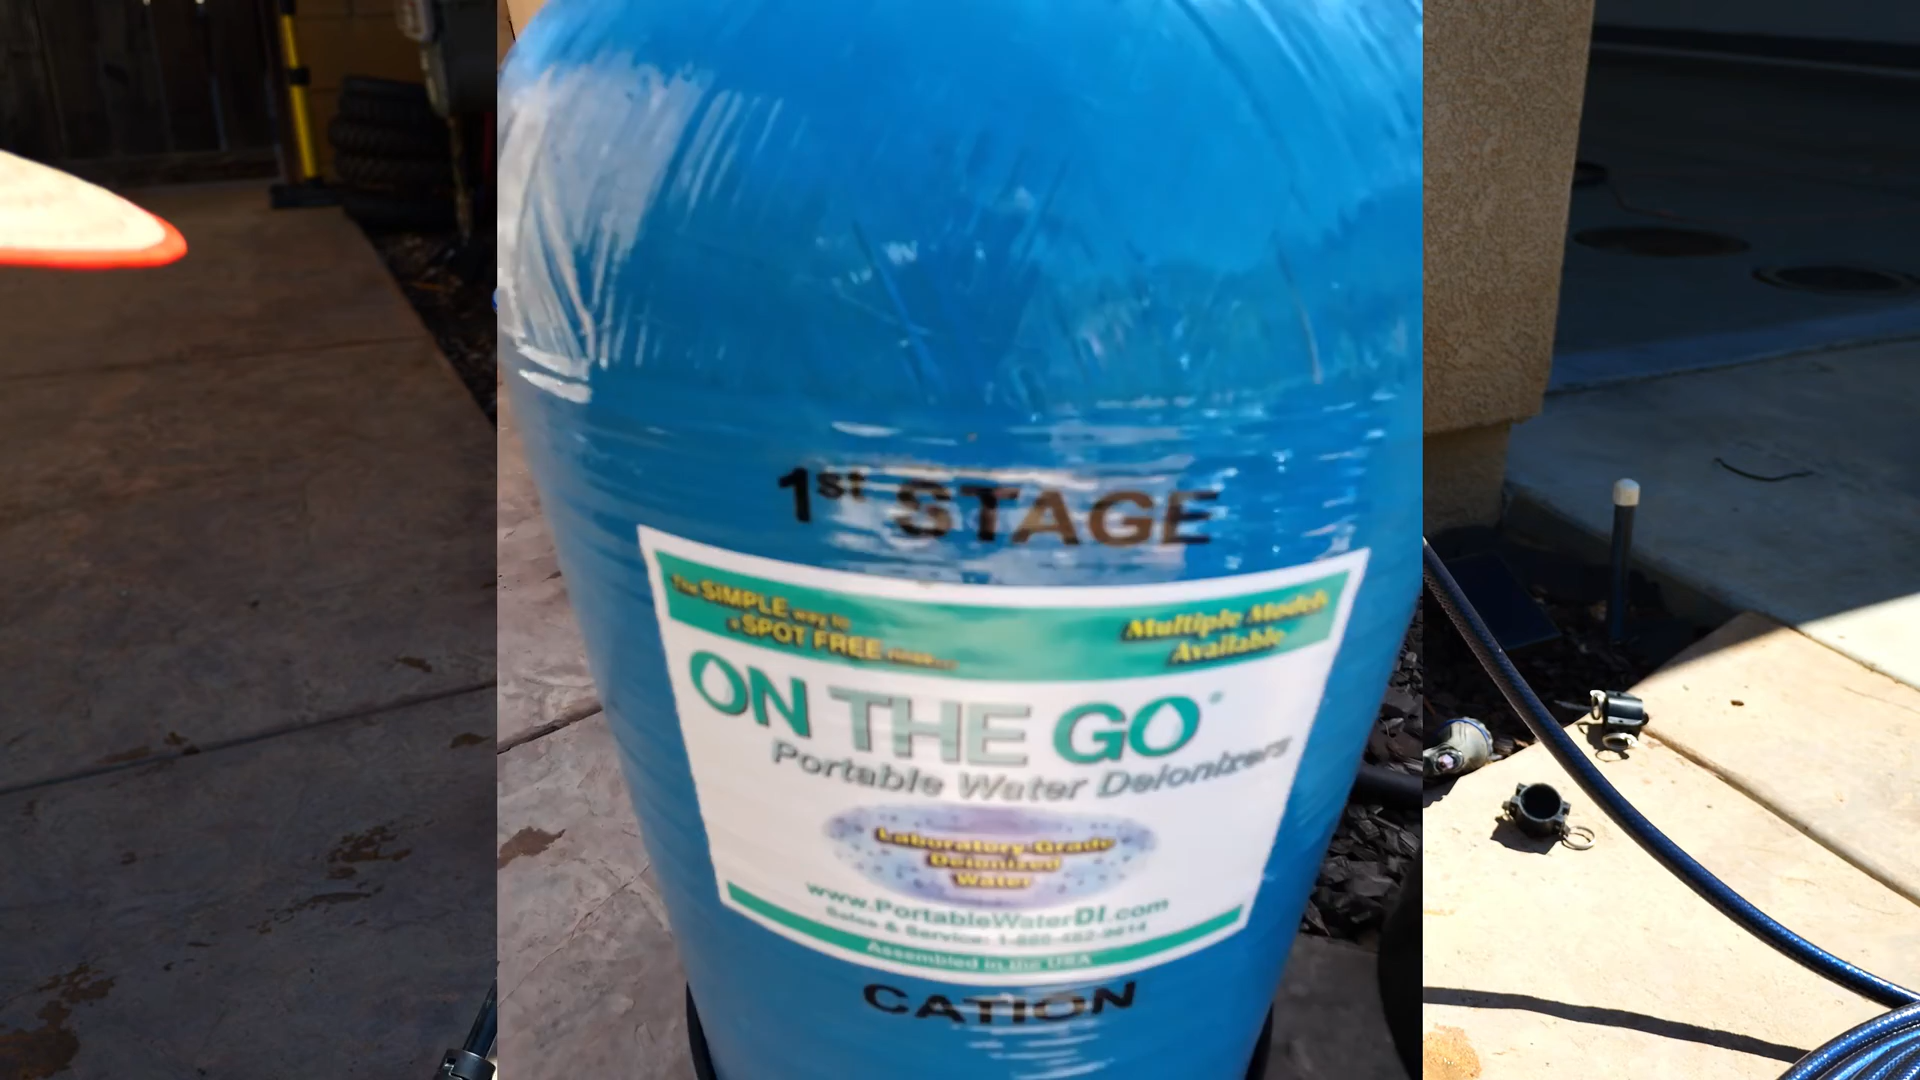 1st STAGE
The SIMPLE way to
a SPOT FREE
Multiple Models
Available
ON THE GO®
Portable Water Deionizers
Laboratory Grade
Deionized
Water
www.PortableWaterDI.com
Sales & Service:
Assembled in the USA
CATION